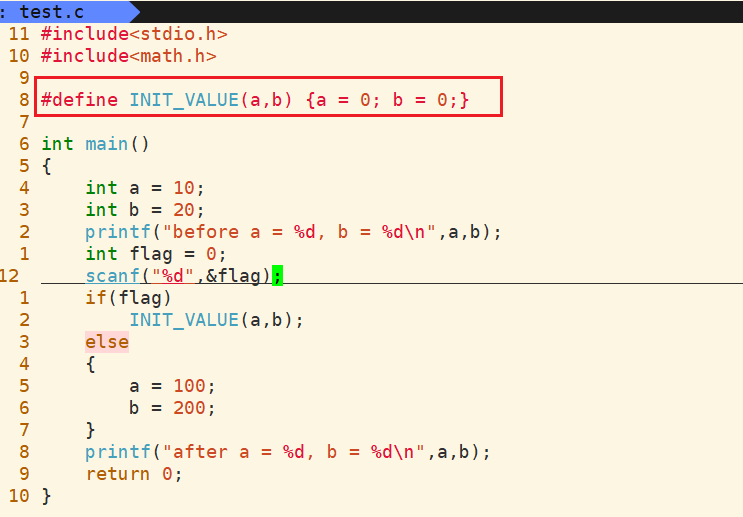 : test.c
11 #include<stdio.h>
10 #include<math.h>
9
8 #define INIT_VALUE(a,b) {a = 0; b = 0;}
7
6 int main()
5 {
4     int a = 10;
3     int b = 20;
2     printf("before a = %d, b = %d\n",a,b);
1     int flag = 0;
12     scanf("%d",&flag);
1     if(flag)
2         INIT_VALUE(a,b);
3     else
4     {
5         a = 100;
6         b = 200;
7     }
8     printf("after a = %d, b = %d\n",a,b);
9     return 0;
10 }